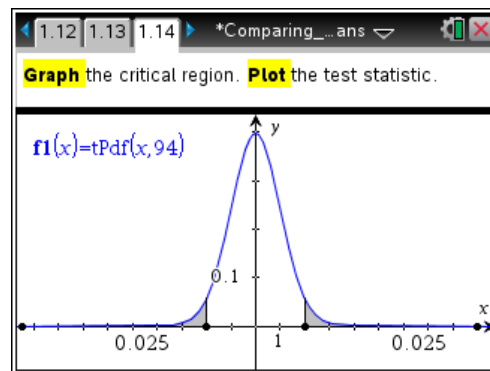 1.12 1.13 1.14 *Comparing_...ans
Graph the critical region. Plot the test statistic.
y
f1(x)=tPdf(x,94)
0.1
x
0.025 1 0.025